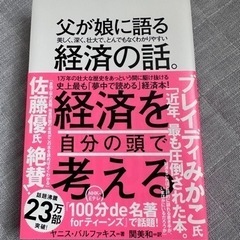 父が娘に語る
美しく、深く、壮大で、とんでもなくわかりやすい
経済の話。
1万年の壮大な歴史をあっという間に駆け抜ける
史上最も「夢中で読める」経済本!
ブレイディみかこ氏
「近年、最も圧倒された本。」
佐藤優氏 絶賛!
経済を
自分の頭で
考える
話題沸騰
23万部
突破!
100分de名著
forティーンズ」で話題!
ヤニス・バルファキス=著 関美和=訳